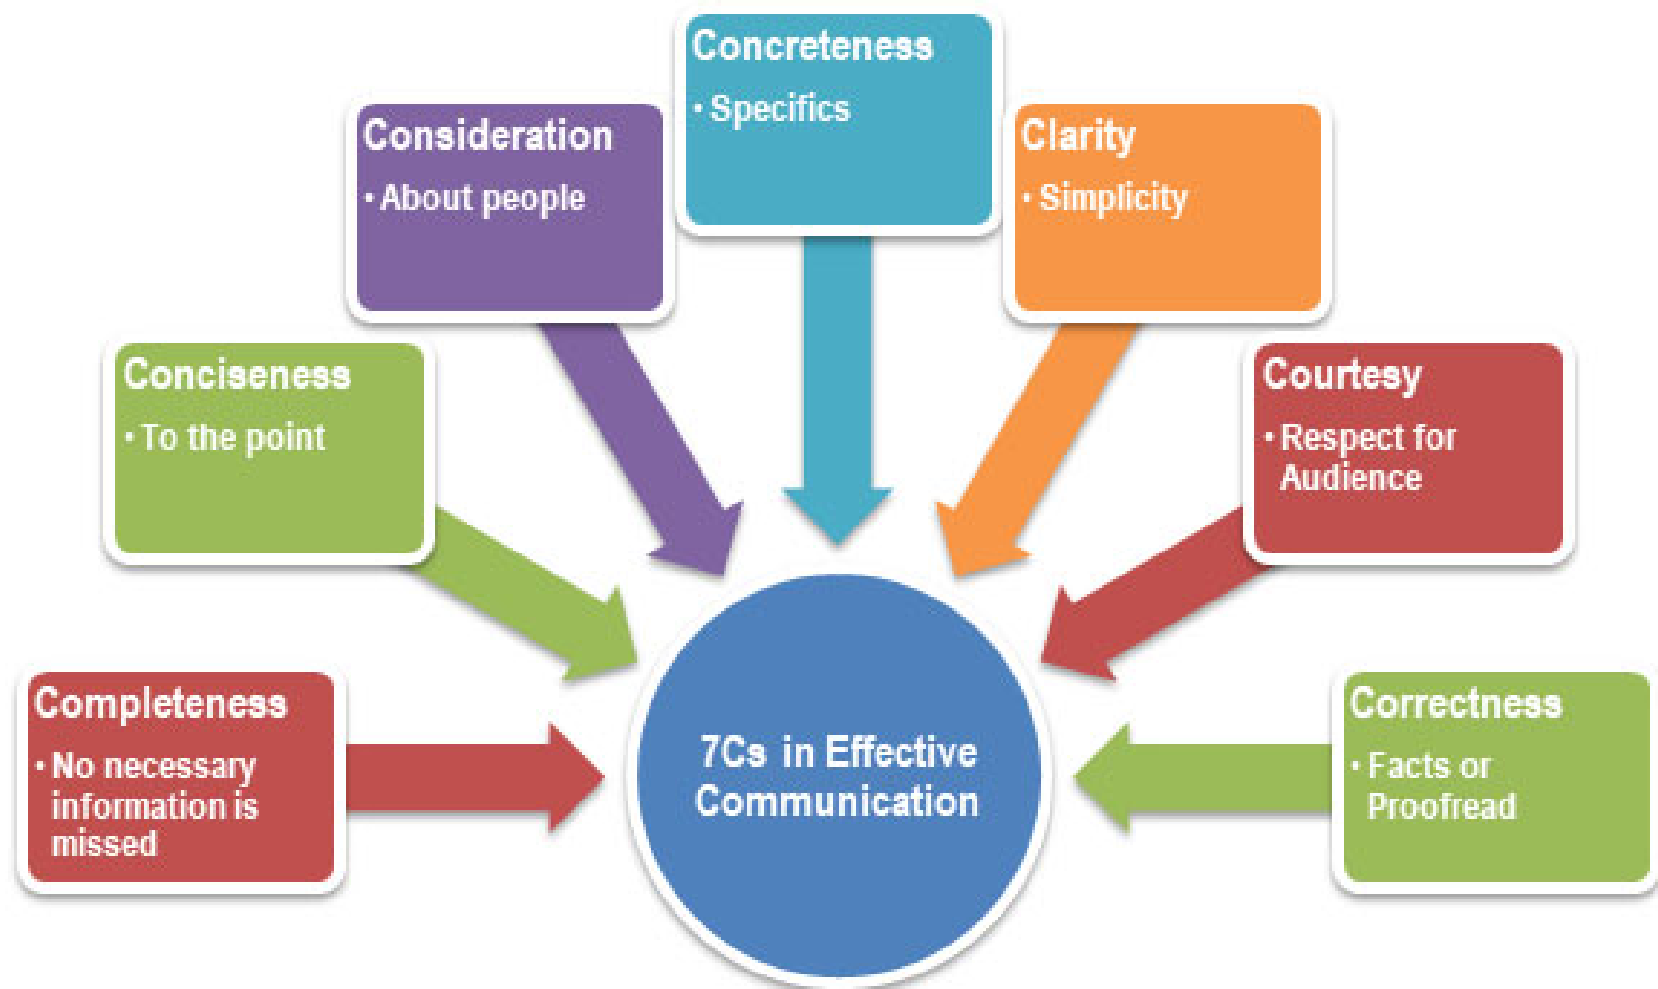 Completeness
• No necessary
information is
missed
Conciseness
• To the point
Consideration
• About people
Concreteness
• Specifics
Clarity
• Simplicity
Courtesy
• Respect for
Audience
Correctness
• Facts or
Proofread
7Cs in Effective
Communication